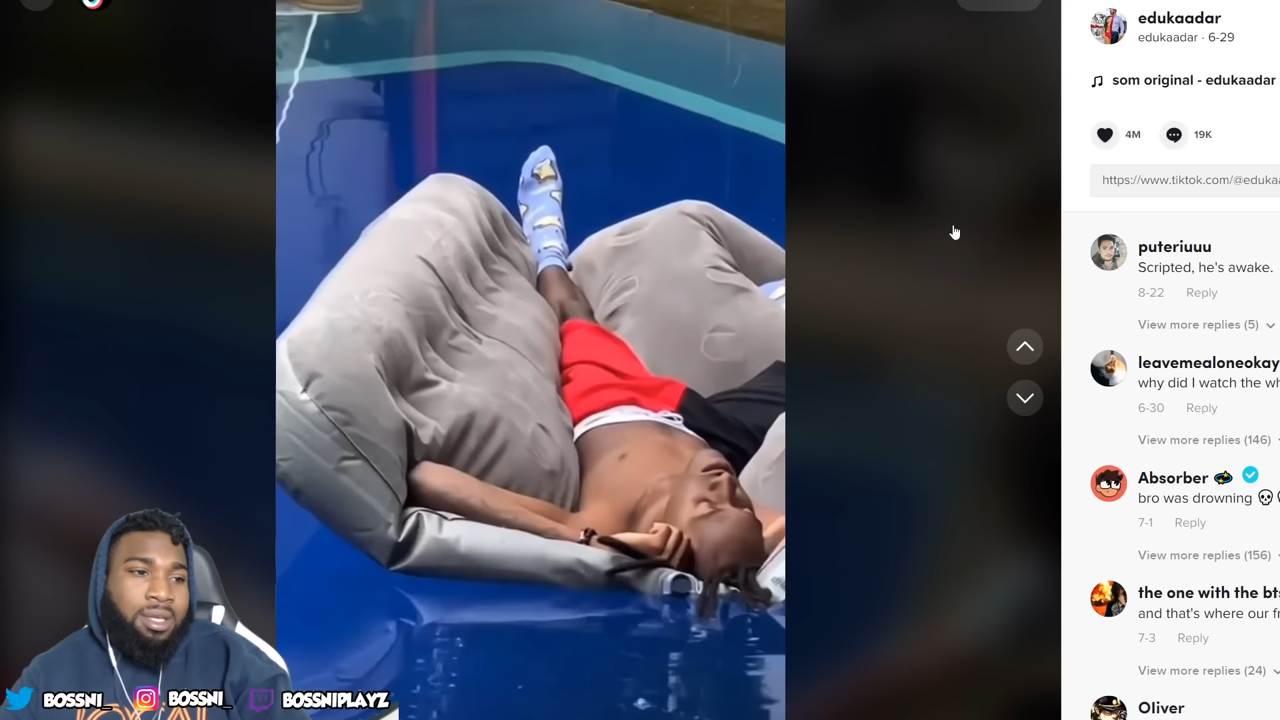 edukaadar
edukaadar · 6-29
som original - edukaadar
4M
19K
https://www.tiktok.com/@eduka
puteriuuu
Scripted, he's awake.
8-22 Reply
View more replies (5)
leavemealoneokay
why did I watch the wh
6-30 Reply
View more replies (146)
Absorber
bro was drowning 💀
7-1 Reply
View more replies (156)
the one with the bts
and that's where our fr
7-3 Reply
View more replies (24)
Oliver
BOSSNI_
BOSSNI_
BOSSNIPLAYZ